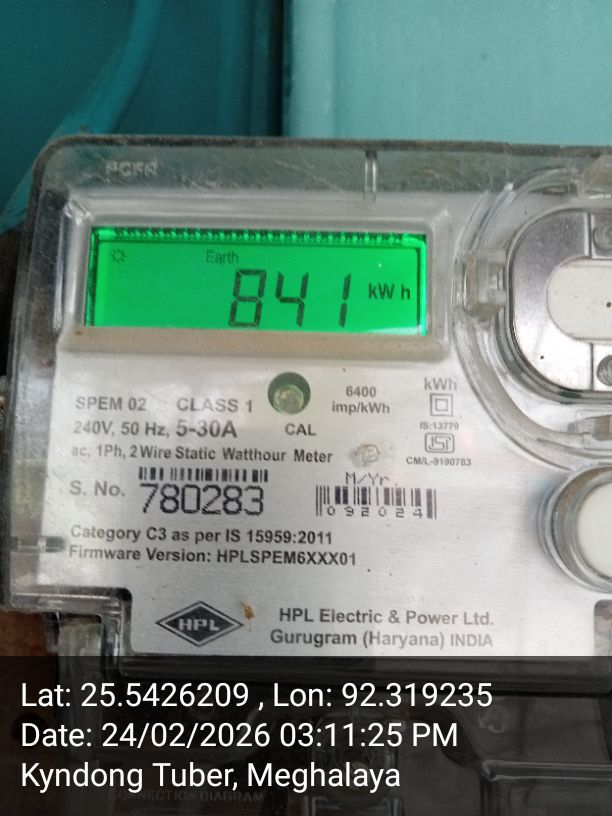 Earth
841 kWh
SPEM 02 CLASS 1
6400
imp/kWh
kWh
240V, 50 Hz, 5-30A
CAL
IS:13779
ISI
ac, 1Ph, 2 Wire Static Watthour Meter
CM/L-9190783
S. No. 780283
M/Yr.
092024
Category C3 as per IS 15959:2011
Firmware Version: HPLSPEM6XXX01
HPL
HPL Electric & Power Ltd.
Gurugram (Haryana) INDIA
Lat: 25.5426209 , Lon: 92.319235
Date: 24/02/2026 03:11:25 PM
Kyndong Tuber, Meghalaya
CONNECTION DIAGRAM